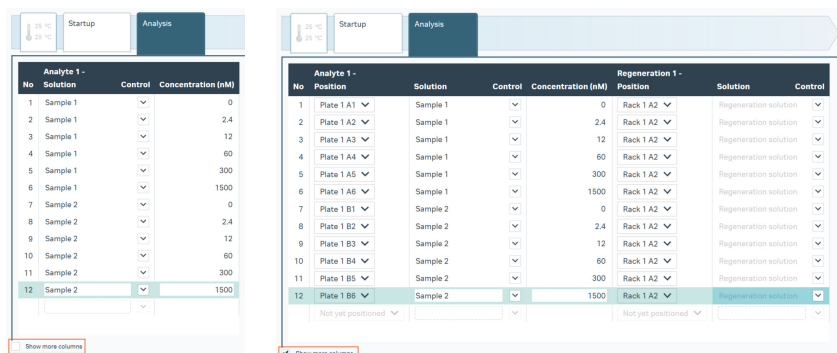 25 °C
25 °C
Startup
Analysis
Analyte 1 -
No Solution Control Concentration (nM)
1 Sample 1 0
2 Sample 1 2.4
3 Sample 1 12
4 Sample 1 60
5 Sample 1 300
6 Sample 1 1500
7 Sample 2 0
8 Sample 2 2.4
9 Sample 2 12
10 Sample 2 60
11 Sample 2 300
12 Sample 2 1500
Show more columns
25 °C
25 °C
Startup
Analysis
Analyte 1 - Regeneration 1 -
No Position Solution Control Concentration (nM) Position Solution Control
1 Plate 1 A1 Sample 1 0 Rack 1 A2 Regeneration solution
2 Plate 1 A2 Sample 1 2.4 Rack 1 A2 Regeneration solution
3 Plate 1 A3 Sample 1 12 Rack 1 A2 Regeneration solution
4 Plate 1 A4 Sample 1 60 Rack 1 A2 Regeneration solution
5 Plate 1 A5 Sample 1 300 Rack 1 A2 Regeneration solution
6 Plate 1 A6 Sample 1 1500 Rack 1 A2 Regeneration solution
7 Plate 1 B1 Sample 2 0 Rack 1 A2 Regeneration solution
8 Plate 1 B2 Sample 2 2.4 Rack 1 A2 Regeneration solution
9 Plate 1 B3 Sample 2 12 Rack 1 A2 Regeneration solution
10 Plate 1 B4 Sample 2 60 Rack 1 A2 Regeneration solution
11 Plate 1 B5 Sample 2 300 Rack 1 A2 Regeneration solution
12 Plate 1 B6 Sample 2 1500 Rack 1 A2 Regeneration solution
Not yet positioned Not yet positioned
Show more columns